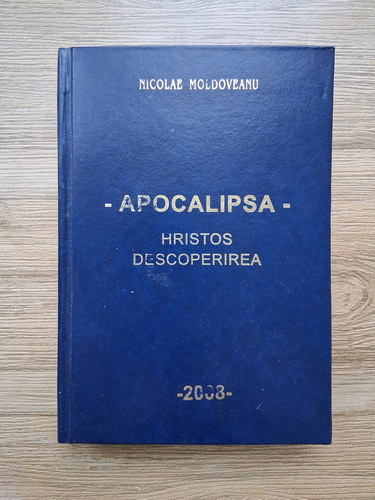 NICOLAE MOLDOVEANU
- APOCALIPSA -
HRISTOS
DESCOPERIREA
-2008-